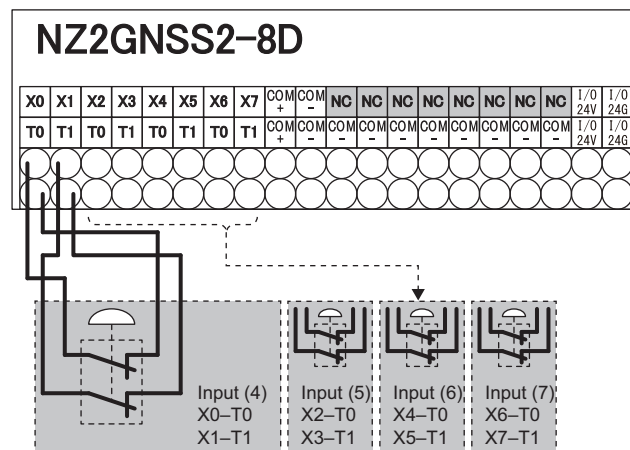 NZ2GNSS2-8D
X0 X1 X2 X3 X4 X5 X6 X7 COM+ COM- NC NC NC NC NC NC NC NC I/O 24V I/O 24G
T0 T1 T0 T1 T0 T1 T0 T1 COM+ COM- COM- COM- COM- COM- COM- COM- COM- COM- I/O 24V I/O 24G
Input (4)
X0–T0
X1–T1
Input (5)
X2–T0
X3–T1
Input (6)
X4–T0
X5–T1
Input (7)
X6–T0
X7–T1